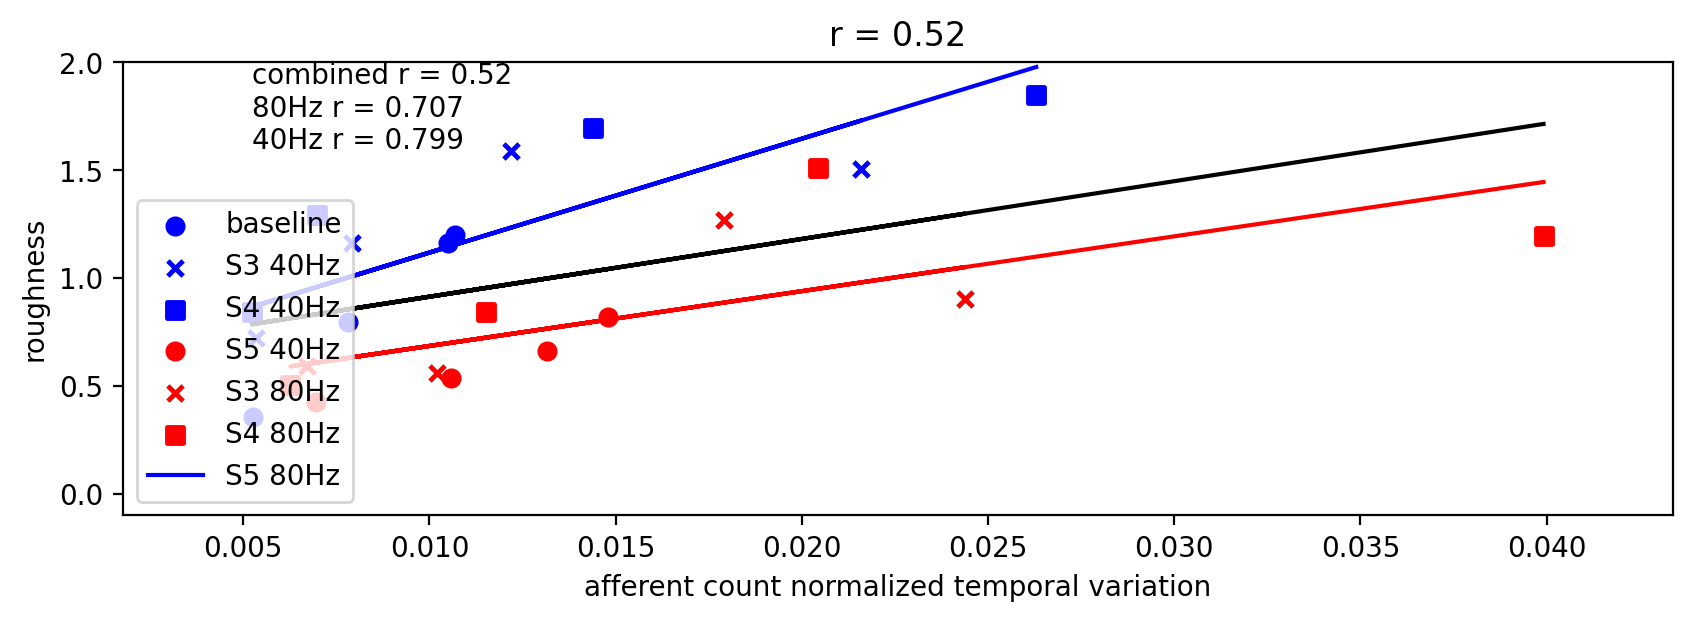 r = 0.52
combined r = 0.52
80Hz r = 0.707
40Hz r = 0.799
roughness
2.0
1.5
1.0
0.5
0.0
baseline
S3 40Hz
S4 40Hz
S5 40Hz
S3 80Hz
S4 80Hz
S5 80Hz
0.005 0.010 0.015 0.020 0.025 0.030 0.035 0.040
afferent count normalized temporal variation